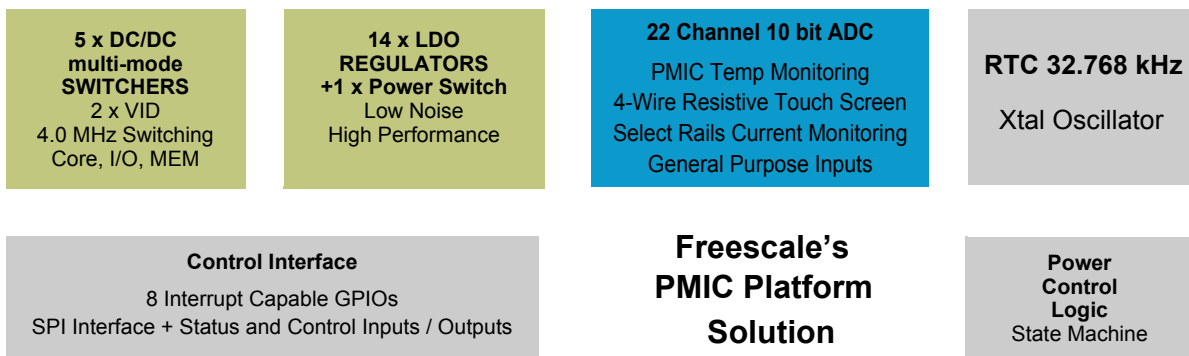 5 x DC/DC
multi-mode
SWITCHERS
2 x VID
4.0 MHz Switching
Core, I/O, MEM
14 x LDO
REGULATORS
+1 x Power Switch
Low Noise
High Performance
22 Channel 10 bit ADC
PMIC Temp Monitoring
4-Wire Resistive Touch Screen
Select Rails Current Monitoring
General Purpose Inputs
RTC 32.768 kHz
Xtal Oscillator
Control Interface
8 Interrupt Capable GPIOs
SPI Interface + Status and Control Inputs / Outputs
Freescale's
PMIC Platform
Solution
Power
Control
Logic
State Machine